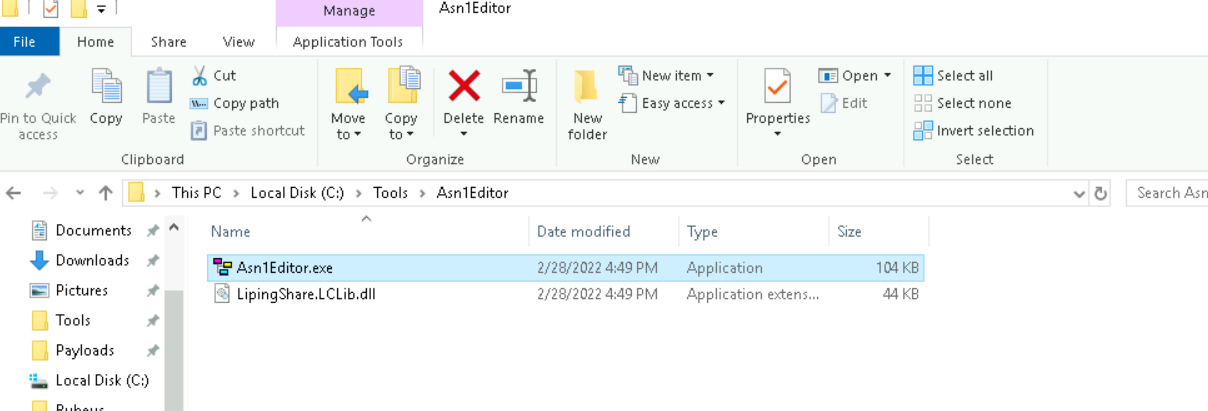 Manage Asn1Editor
File Home Share View Application Tools
Pin to Quick access
Copy
Paste
Cut
Copy path
Paste shortcut
Clipboard
Move to
Copy to
Delete
Rename
Organize
New folder
New item
Easy access
New
Properties
Open
Edit
Open
Select all
Select none
Invert selection
Select
This PC > Local Disk (C:) > Tools > Asn1Editor
Search Asn
Documents
Downloads
Pictures
Tools
Payloads
Local Disk (C:)
Rubeus
Name Date modified Type Size
Asn1Editor.exe 2/28/2022 4:49 PM Application 104 KB
LipingShare.LCLib.dll 2/28/2022 4:49 PM Application extens... 44 KB